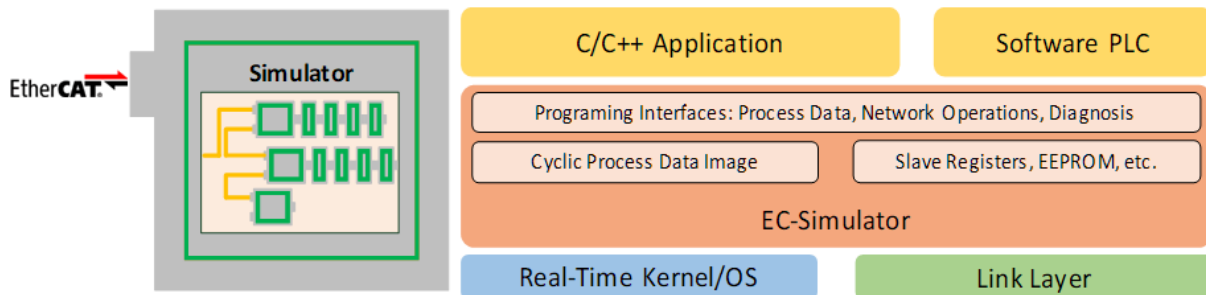 EtherCAT®
Simulator
C/C++ Application
Software PLC
Programing Interfaces: Process Data, Network Operations, Diagnosis
Cyclic Process Data Image
Slave Registers, EEPROM, etc.
EC-Simulator
Real-Time Kernel/OS
Link Layer